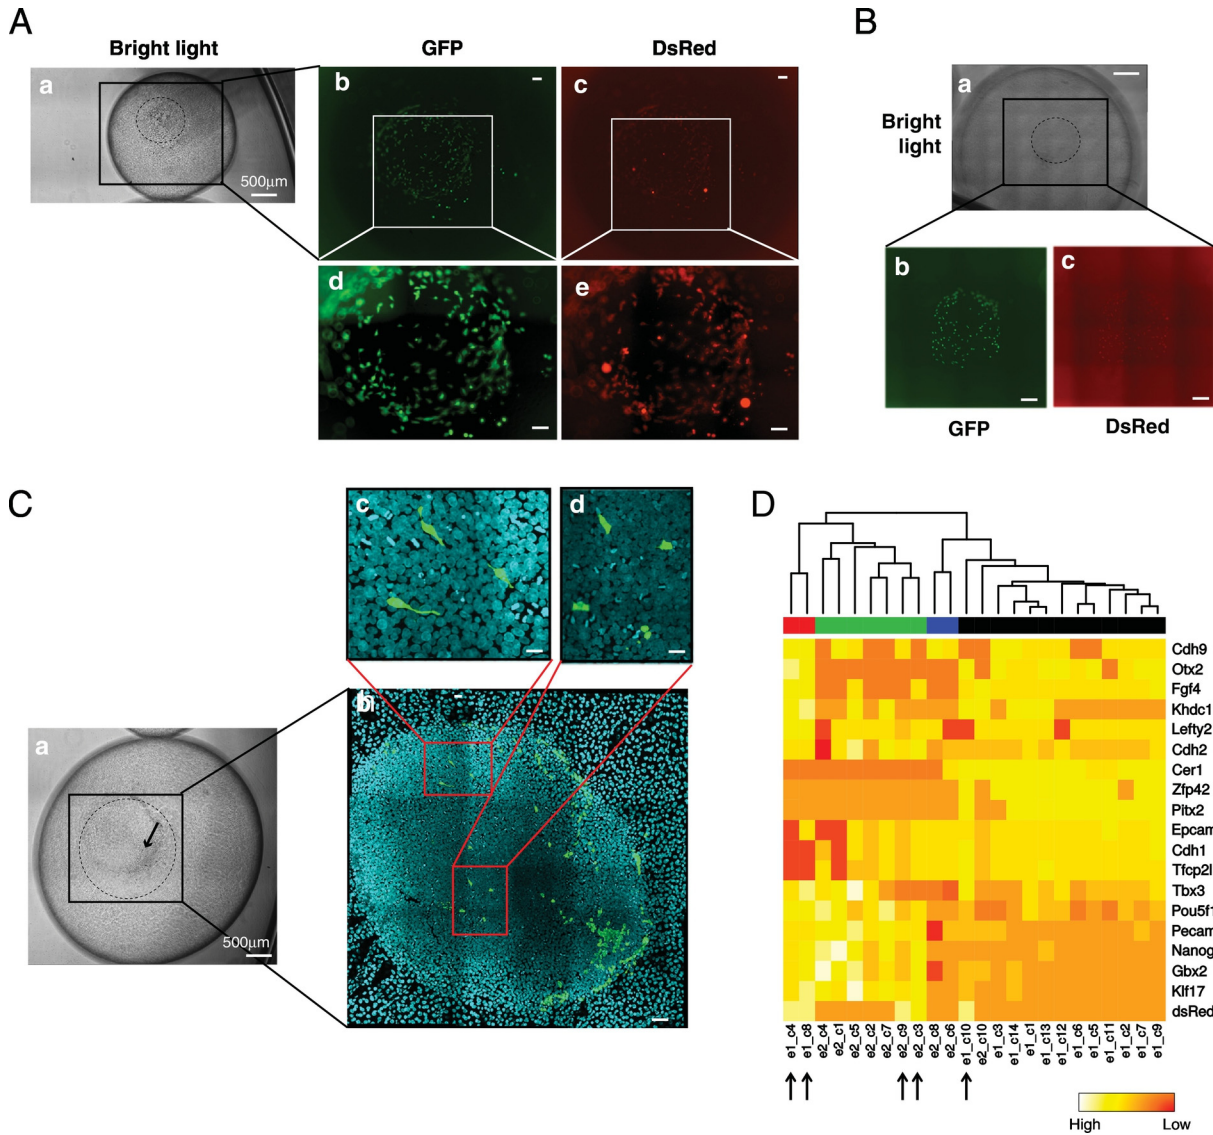 A
Bright light
GFP
DsRed
a
500µm
b
c
d
e
B
Bright
light
a
b
c
GFP
DsRed
C
c
d
a
500µm
D
Cdh9
Otx2
Fgf4
Khdc1
Lefty2
Cdh2
Cer1
Zfp42
Pitx2
Epcam
Cdh1
Tfcp2l
Tbx3
Pou5f1
Pecam
Nanog
Gbx2
Klf17
dsRed
e1_c4
e1_c8
e2_c4
e2_c1
e2_c5
e2_c2
e2_c7
e2_c9
e2_c3
e2_c8
e2_c6
e1_c10
e2_c10
e1_c3
e1_c14
e1_c1
e1_c13
e1_c12
e1_c6
e1_c5
e1_c11
e1_c2
e1_c7
e1_c9
High Low